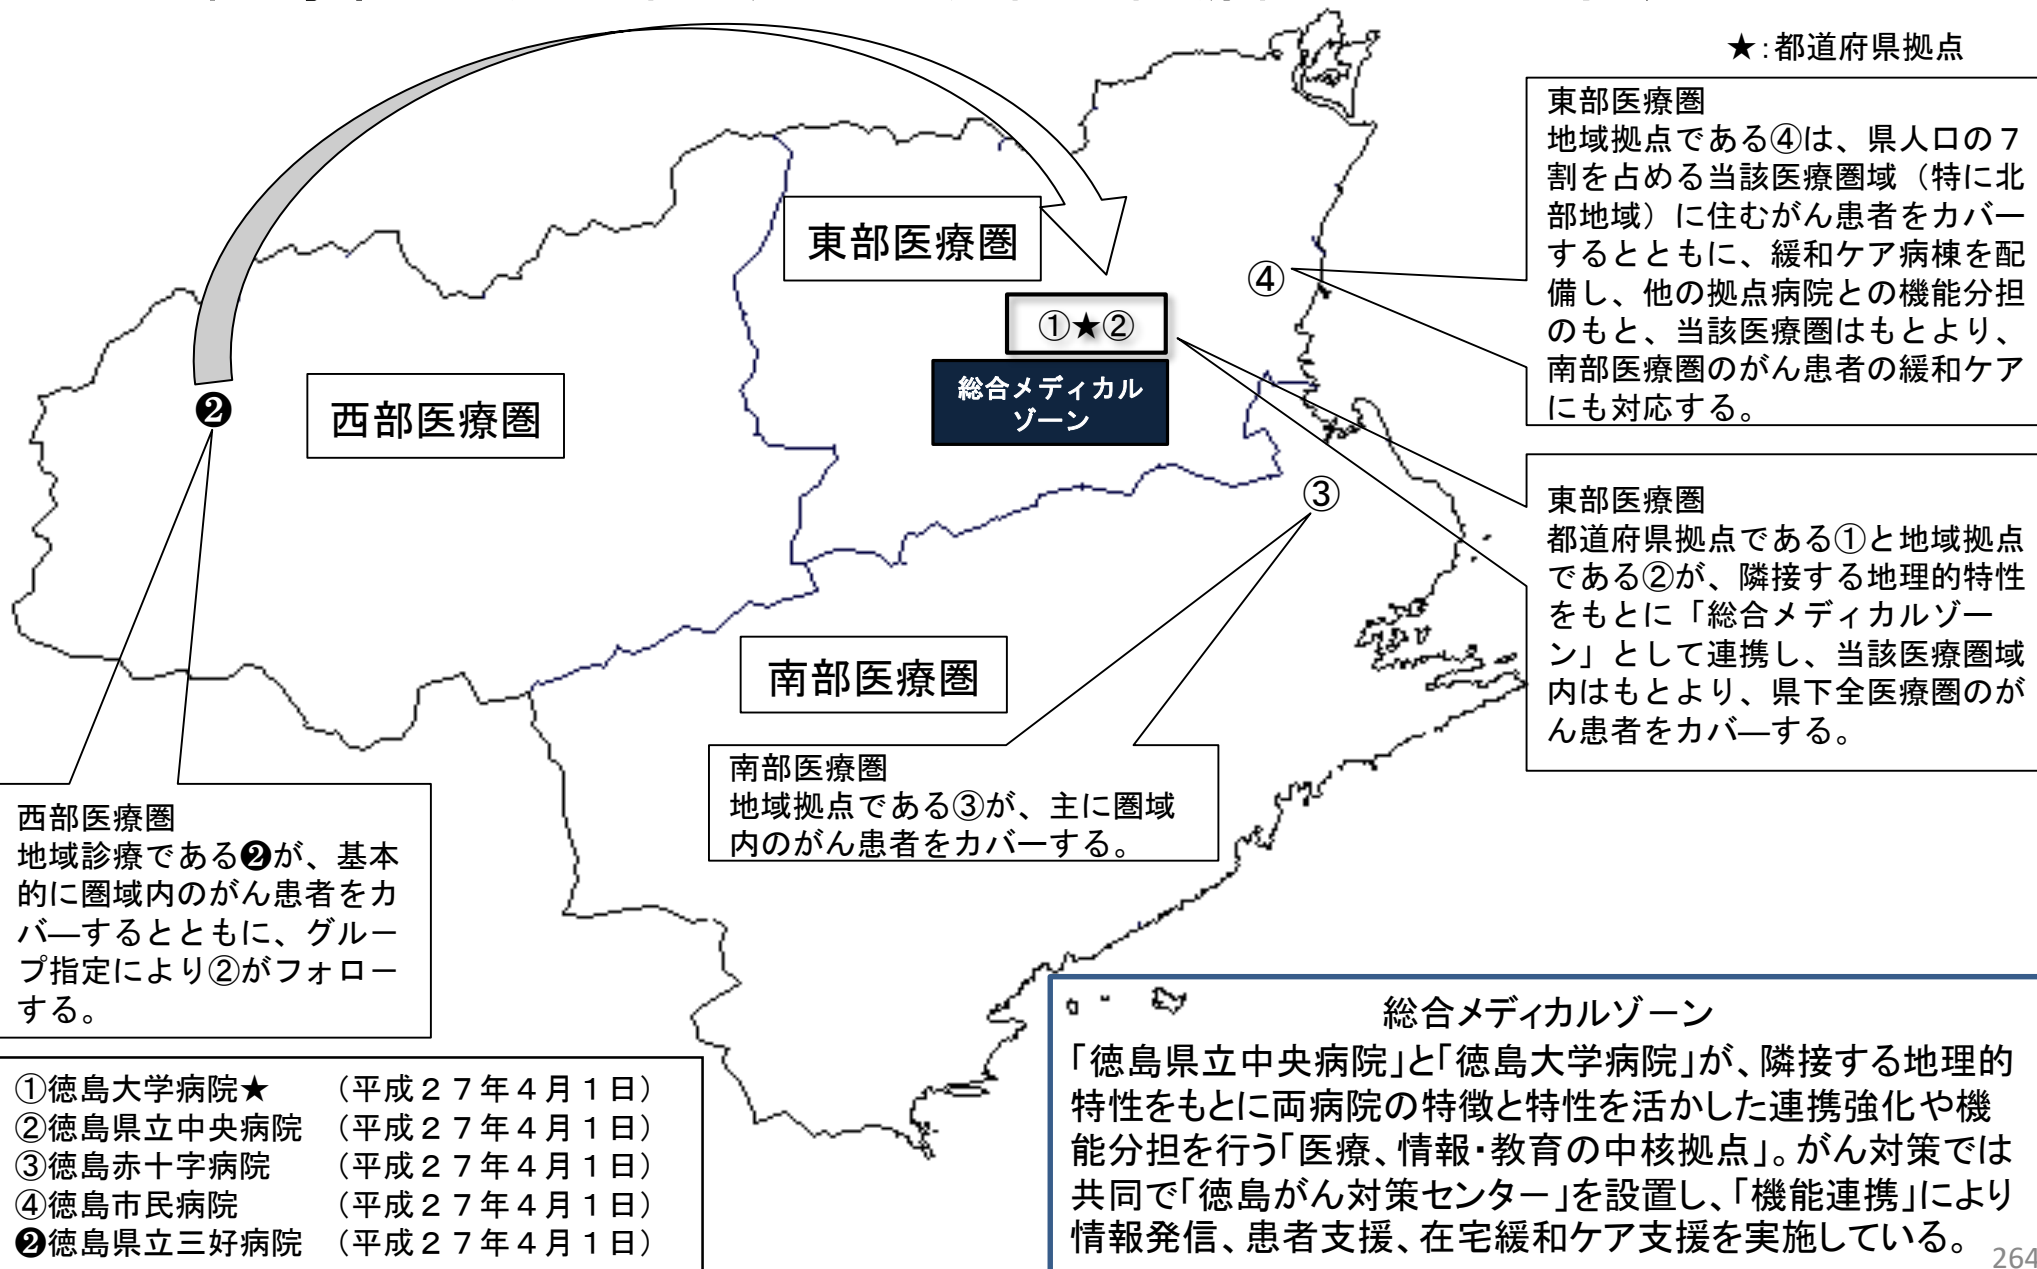 ★:都道府県拠点
東部医療圏
地域拠点である④は、県人口の７
割を占める当該医療圏域（特に北
部地域）に住むがん患者をカバー
するとともに、緩和ケア病棟を配
備し、他の拠点病院との機能分担
のもと、当該医療圏はもとより、
南部医療圏のがん患者の緩和ケア
にも対応する。
東部医療圏
④
①★②
総合メディカル
ゾーン
❷
西部医療圏
③
東部医療圏
都道府県拠点である①と地域拠点
である②が、隣接する地理的特性
をもとに「総合メディカルゾー
ン」として連携し、当該医療圏域
内はもとより、県下全医療圏のが
ん患者をカバ―する。
南部医療圏
南部医療圏
地域拠点である③が、主に圏域
内のがん患者をカバーする。
西部医療圏
地域診療である❷が、基本
的に圏域内のがん患者をカ
バ―するとともに、グルー
プ指定により②がフォロー
する。
総合メディカルゾーン
「徳島県立中央病院」と「徳島大学病院」が、隣接する地理的
特性をもとに両病院の特徴と特性を活かした連携強化や機
能分担を行う「医療、情報・教育の中核拠点」。がん対策では
共同で「徳島がん対策センター」を設置し、「機能連携」により
情報発信、患者支援、在宅緩和ケア支援を実施している。
①徳島大学病院★　（平成２７年４月１日）
②徳島県立中央病院　（平成２７年４月１日）
③徳島赤十字病院　（平成２７年４月１日）
④徳島市民病院　（平成２７年４月１日）
❷徳島県立三好病院　（平成２７年４月１日）
264